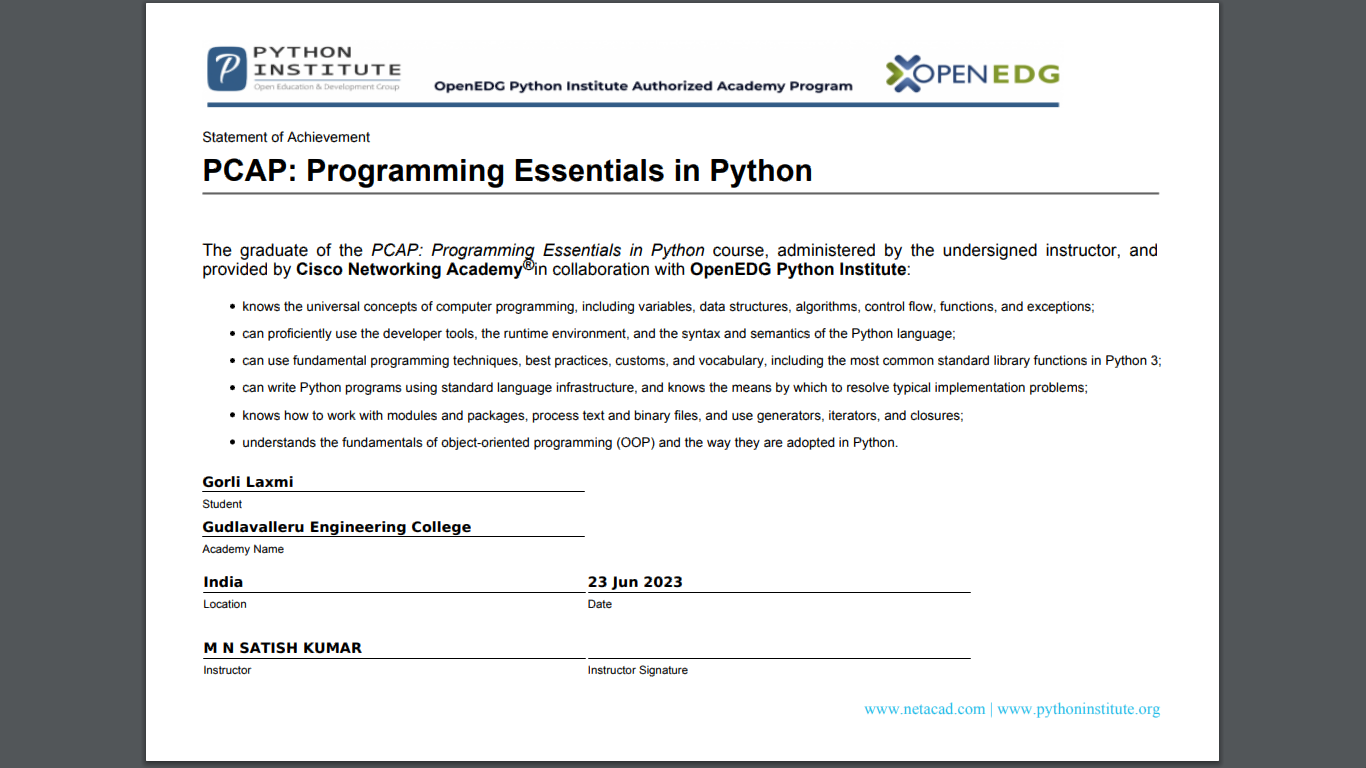 PYTHON
INSTITUTE
Open Education & Development Group
OpenEDG Python Institute Authorized Academy Program
OPENEDG
Statement of Achievement
PCAP: Programming Essentials in Python
The graduate of the PCAP: Programming Essentials in Python course, administered by the undersigned instructor, and
provided by Cisco Networking Academy®in collaboration with OpenEDG Python Institute:
• knows the universal concepts of computer programming, including variables, data structures, algorithms, control flow, functions, and exceptions;
• can proficiently use the developer tools, the runtime environment, and the syntax and semantics of the Python language;
• can use fundamental programming techniques, best practices, customs, and vocabulary, including the most common standard library functions in Python 3;
• can write Python programs using standard language infrastructure, and knows the means by which to resolve typical implementation problems;
• knows how to work with modules and packages, process text and binary files, and use generators, iterators, and closures;
• understands the fundamentals of object-oriented programming (OOP) and the way they are adopted in Python.
Gorli Laxmi
Student
Gudlavalleru Engineering College
Academy Name
India 23 Jun 2023
Location Date
M N SATISH KUMAR
Instructor Instructor Signature
www.netacad.com | www.pythoninstitute.org